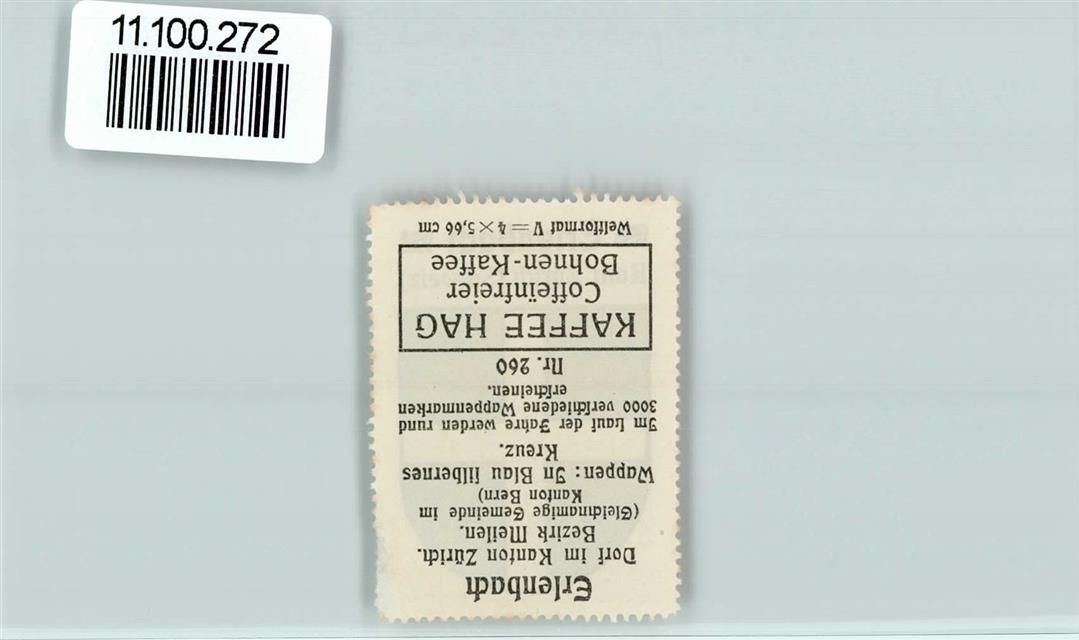 11.100.272
Erlenbach
Dorf im Kanton Zürich.
Bezirk Meilen.
(Gleichnamige Gemeinde im
Kanton Bern)
Wappen: In Blau silbernes
Kreuz.
Im Lauf der Jahre werden rund
3000 verschiedene Wappenmarken
erscheinen.
Nr. 260
KAFFEE HAG
Coffeïnfreier
Bohnen-Kaffee
Weltformat V = 4 × 5,66 cm